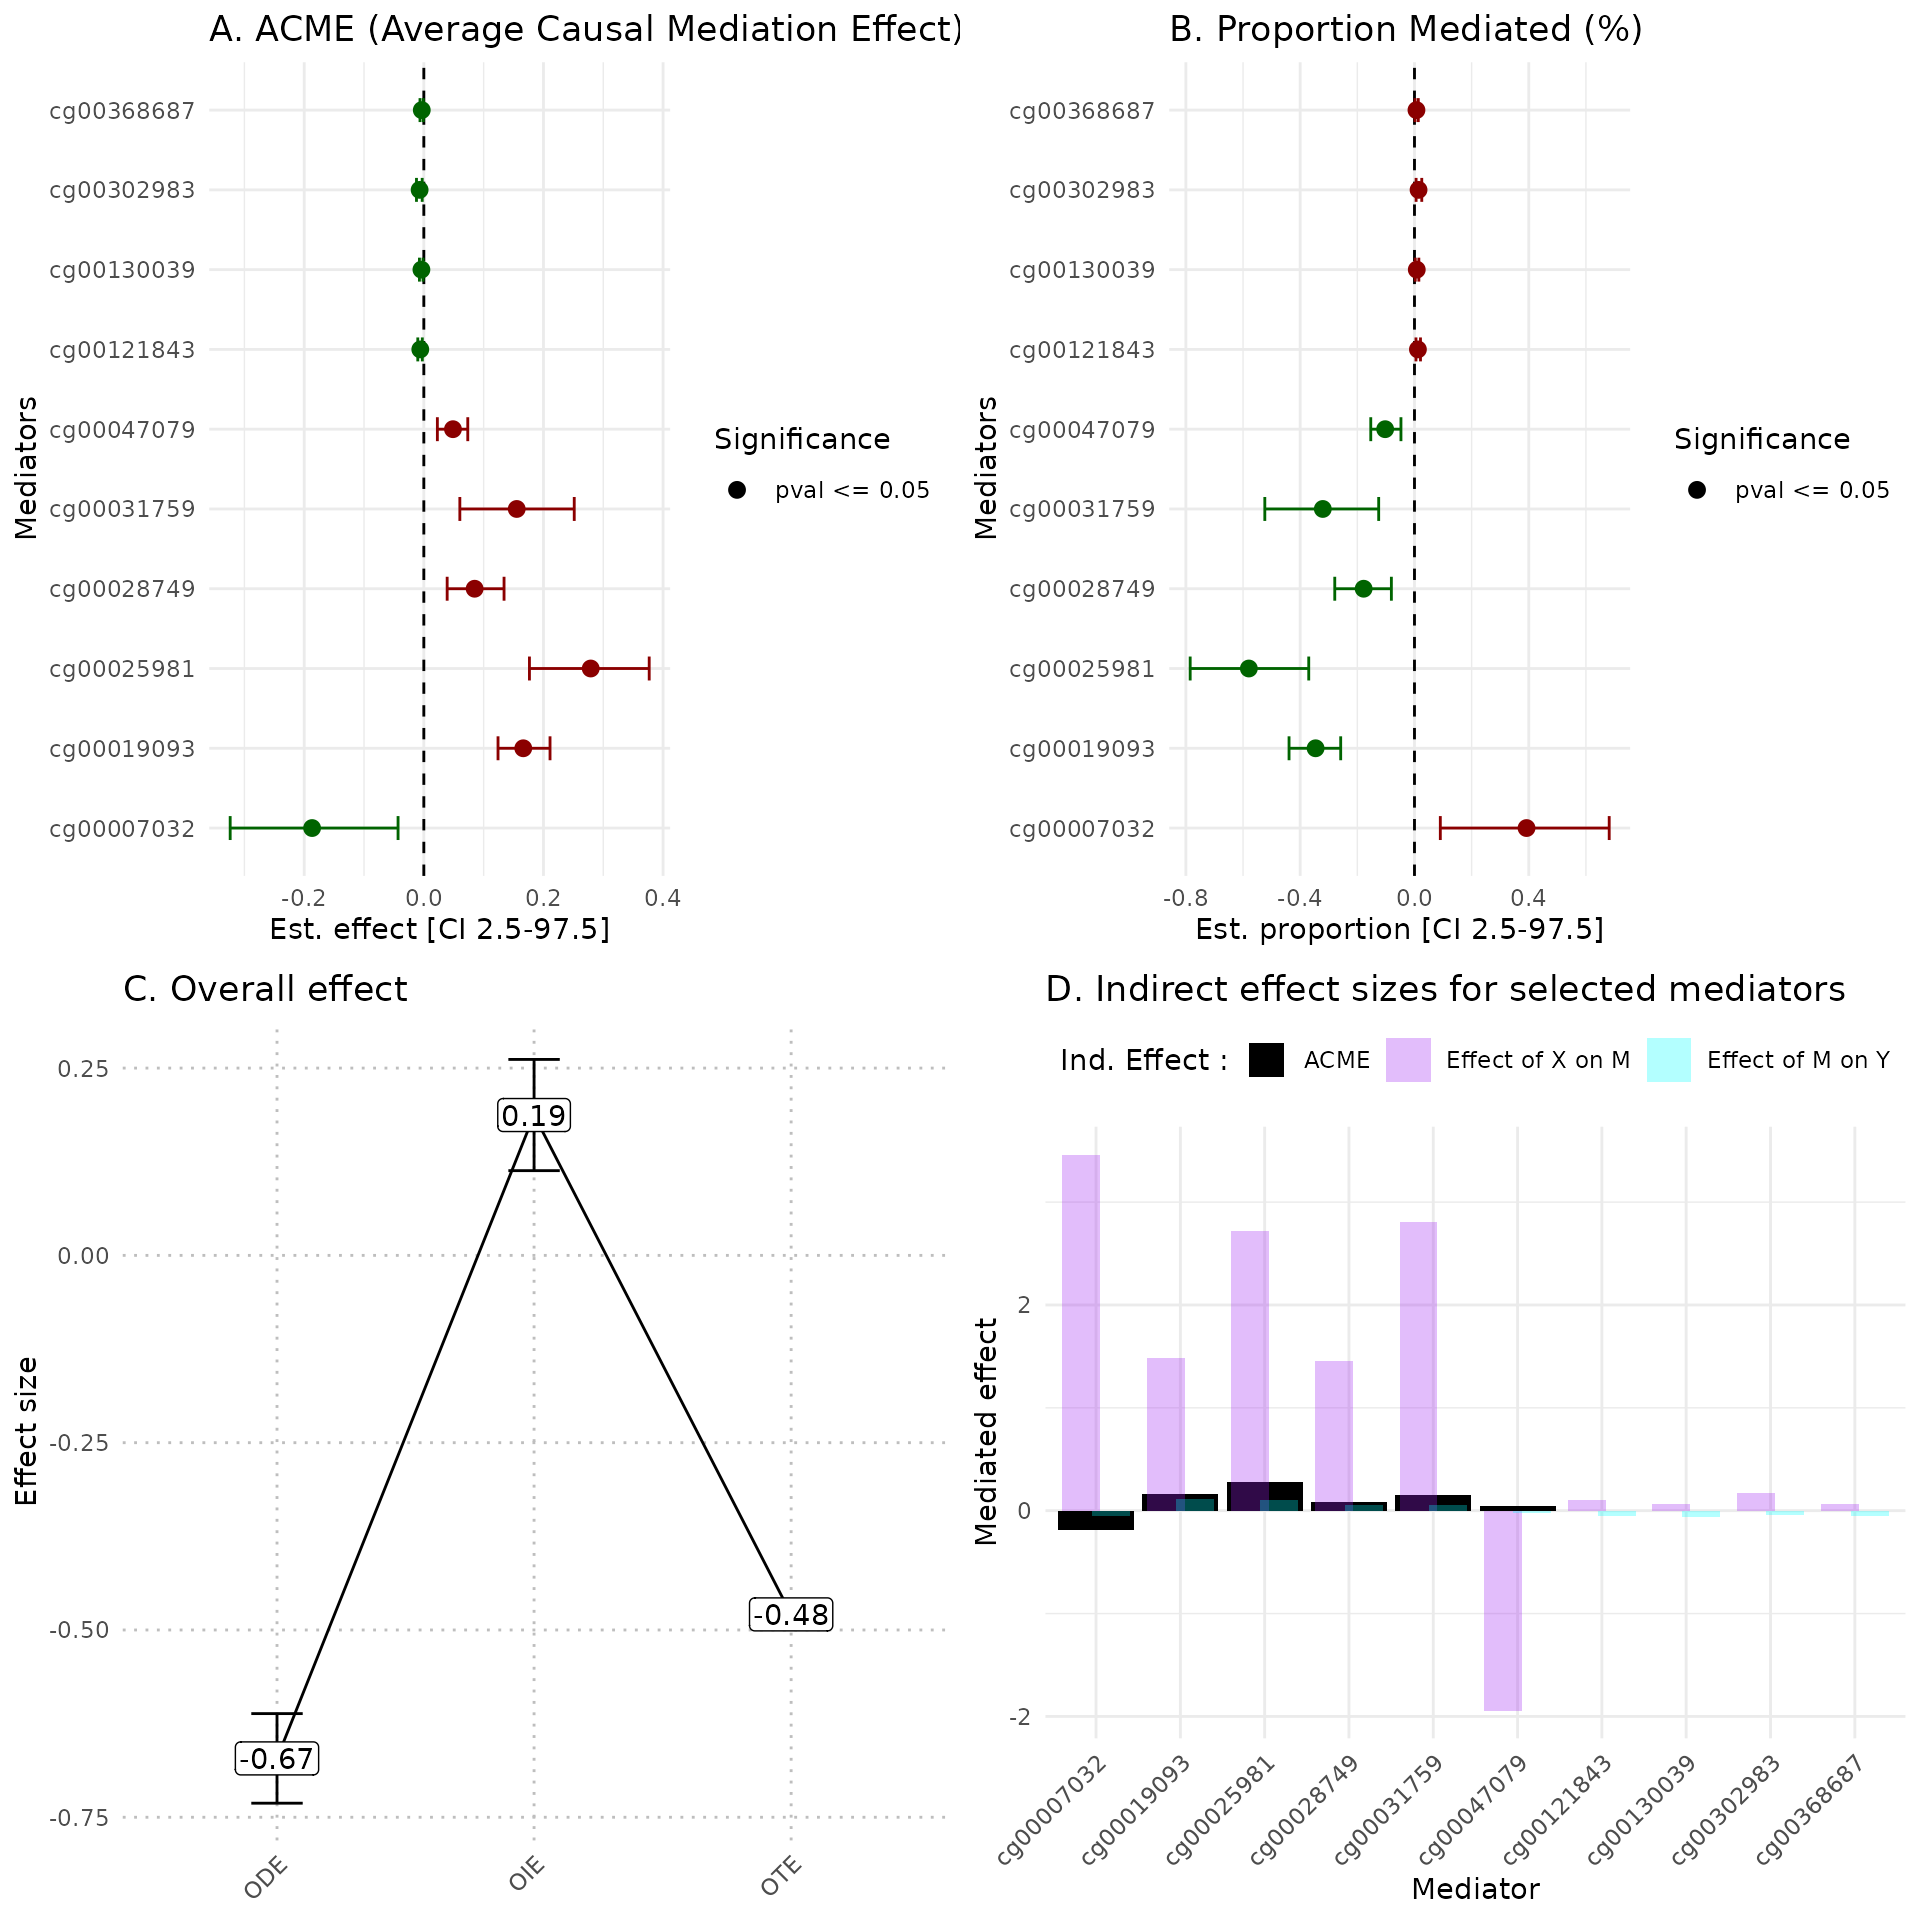 A. ACME (Average Causal Mediation Effect)
Mediators
cg00368687
cg00302983
cg00130039
cg00121843
cg00047079
cg00031759
cg00028749
cg00025981
cg00019093
cg00007032
-0.2 0.0 0.2 0.4
Est. effect [CI 2.5-97.5]
Significance
pval <= 0.05
B. Proportion Mediated (%)
Mediators
cg00368687
cg00302983
cg00130039
cg00121843
cg00047079
cg00031759
cg00028749
cg00025981
cg00019093
cg00007032
-0.8 -0.4 0.0 0.4
Est. proportion [CI 2.5-97.5]
Significance
pval <= 0.05
C. Overall effect
Effect size
0.25
0.00
-0.25
-0.50
-0.75
0.19
-0.48
-0.67
ODE OIE OTE
D. Indirect effect sizes for selected mediators
Ind. Effect : ACME Effect of X on M Effect of M on Y
Mediated effect
2
0
-2
cg00007032 cg00019093 cg00025981 cg00028749 cg00031759 cg00047079 cg00121843 cg00130039 cg00302983 cg00368687
Mediator